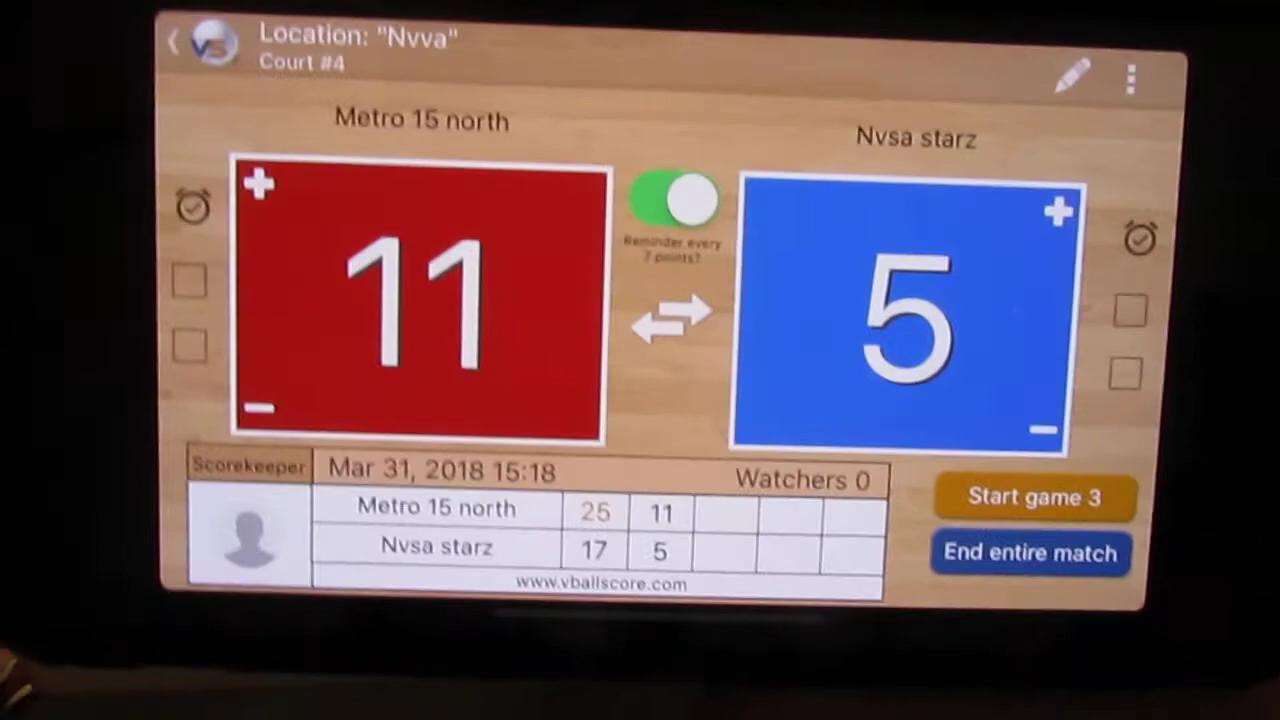 Location: "Nvva"
Court #4
Metro 15 north
Nvsa starz
11
5
Reminder every
7 points?
Scorekeeper
Mar 31, 2018 15:18
Watchers 0
Metro 15 north 25 11
Nvsa starz 17 5
www.vballscore.com
Start game 3
End entire match
VS